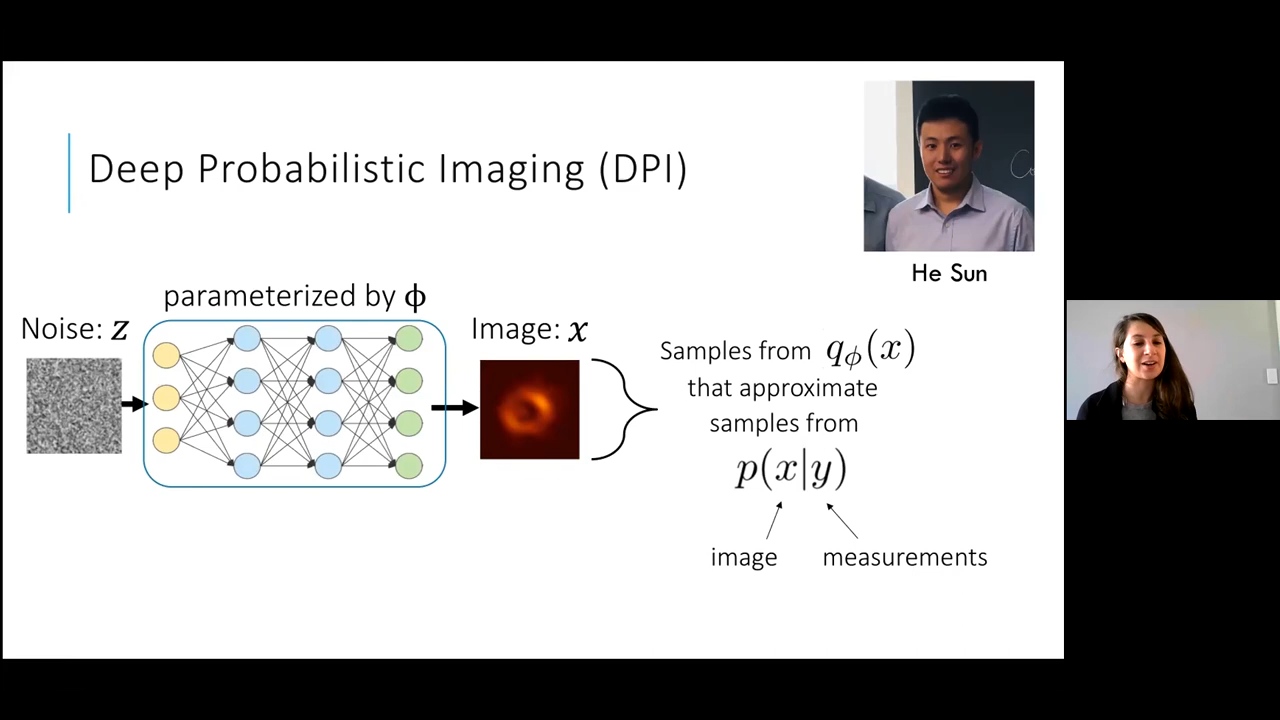 Deep Probabilistic Imaging (DPI)
He Sun
parameterized by ϕ
Noise: z
Image: x
Samples from qϕ(x)
that approximate
samples from
p(x|y)
image
measurements